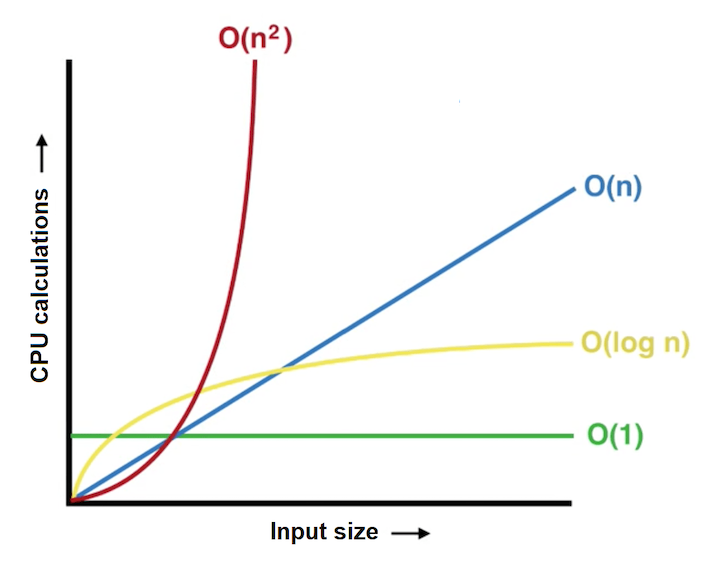 O(n²)
O(n)
O(log n)
O(1)
CPU calculations →
Input size →